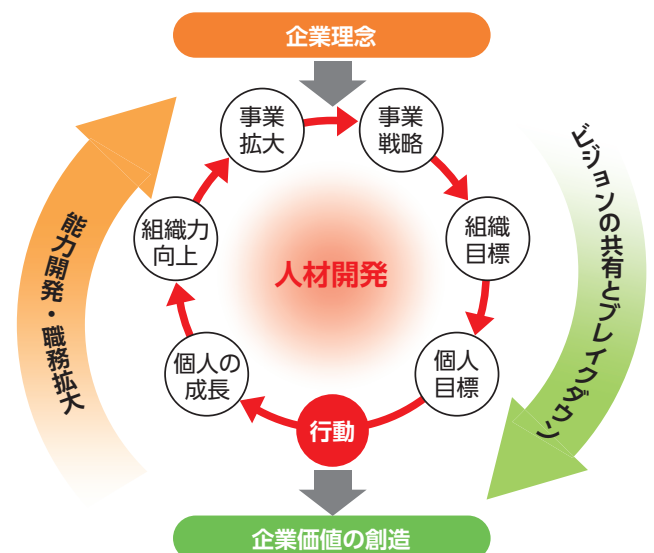 企業理念
事業
拡大
事業
戦略
組織力
向上
組織
目標
人材開発
個人の
成長
個人
目標
行動
能力開発・職務拡大
ビジョンの共有とブレイクダウン
企業価値の創造